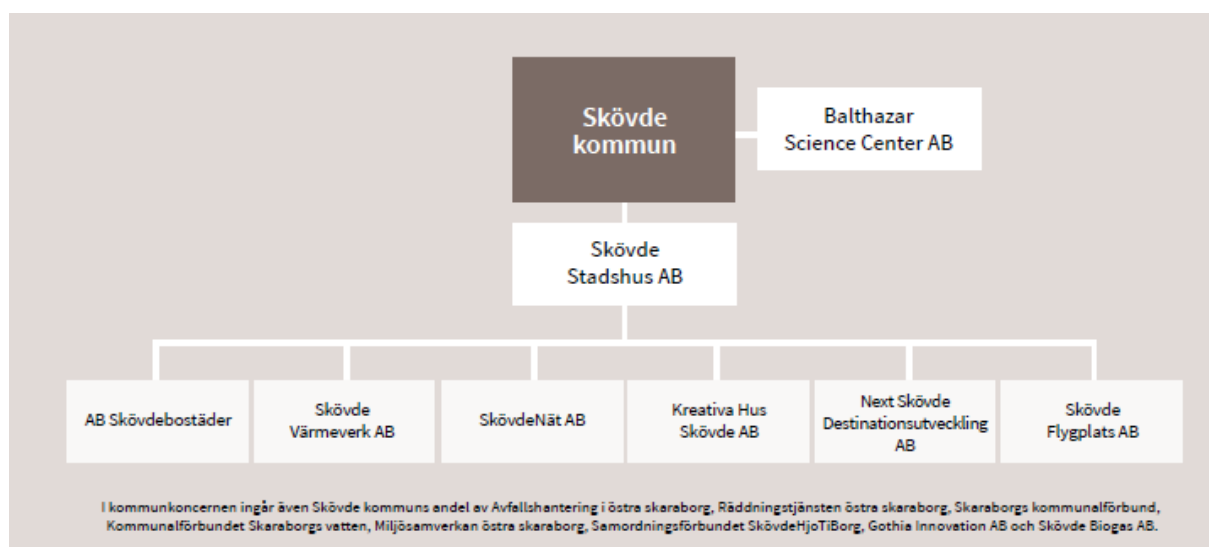 Skövde
kommun
Balthazar
Science Center AB
Skövde
Stadshus AB
AB Skövdebostäder
Skövde
Värmeverk AB
SkövdeNät AB
Kreativa Hus
Skövde AB
Next Skövde
Destinationsutveckling
AB
Skövde
Flygplats AB
I kommunkoncernen ingår även Skövde kommuns andel av Avfallshantering i östra skaraborg, Räddningstjänsten östra skaraborg, Skaraborgs kommunalförbund,
Kommunalförbundet Skaraborgs vatten, Miljösamverkan östra skaraborg, Samordningsförbundet SkövdeHjoTiBorg, Gothia Innovation AB och Skövde Biogas AB.